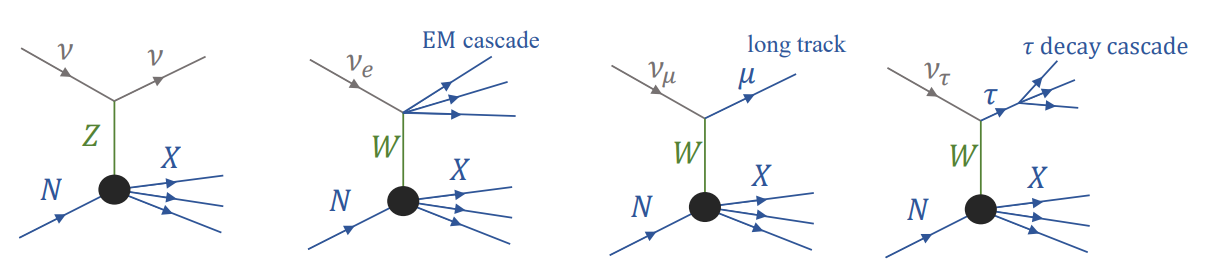 ν ν
Z
N X
ν_e EM cascade
W
N X
ν_μ μ long track
W
N X
ν_τ τ τ decay cascade
W
N X